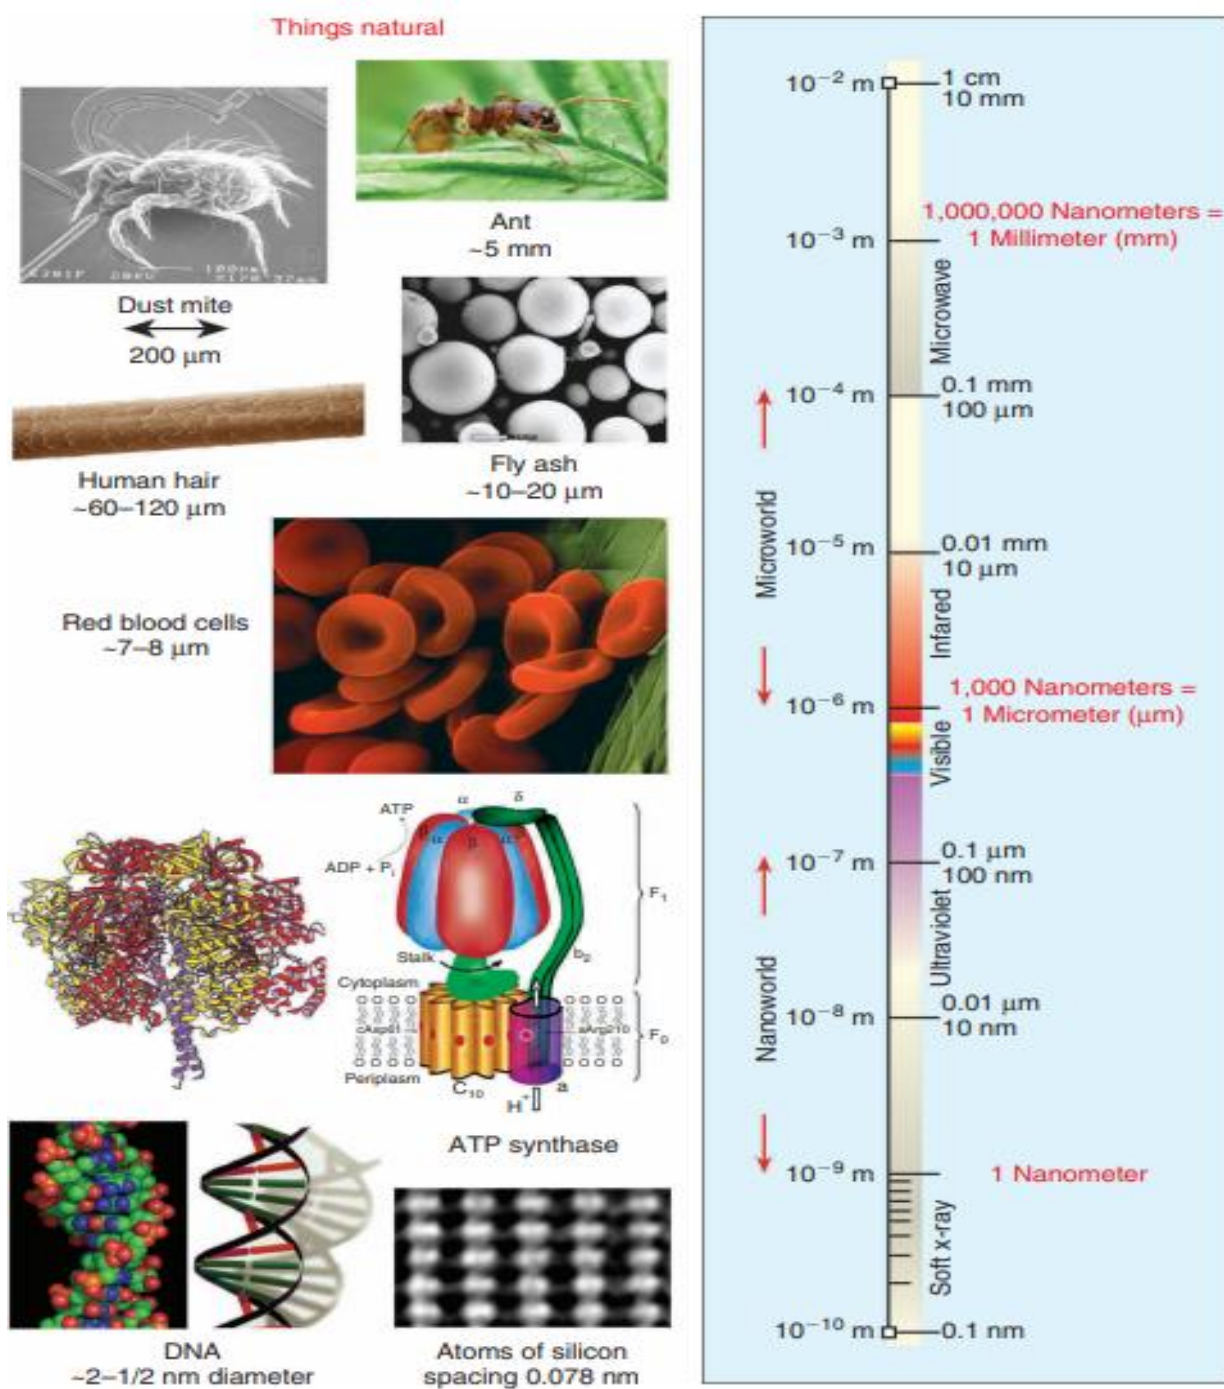 Things natural
Ant
~5 mm
Dust mite
200 μm
Human hair
~60–120 μm
Fly ash
~10–20 μm
Red blood cells
~7–8 μm
ATP
ADP + Pi
α
δ
β
α
β
α
F1
Stalk
b2
Cytoplasm
cAsp61
aArg210
F0
Periplasm
C10
a
H+
ATP synthase
DNA
~2–1/2 nm diameter
Atoms of silicon
spacing 0.078 nm
10−2 m
1 cm
10 mm
1,000,000 Nanometers =
1 Millimeter (mm)
10−3 m
Microwave
10−4 m
0.1 mm
100 μm
Microworld
10−5 m
0.01 mm
10 μm
Infared
1,000 Nanometers =
1 Micrometer (μm)
10−6 m
Visible
10−7 m
0.1 μm
100 nm
Ultraviolet
Nanoworld
10−8 m
0.01 μm
10 nm
10−9 m
1 Nanometer
Soft x-ray
10−10 m
0.1 nm